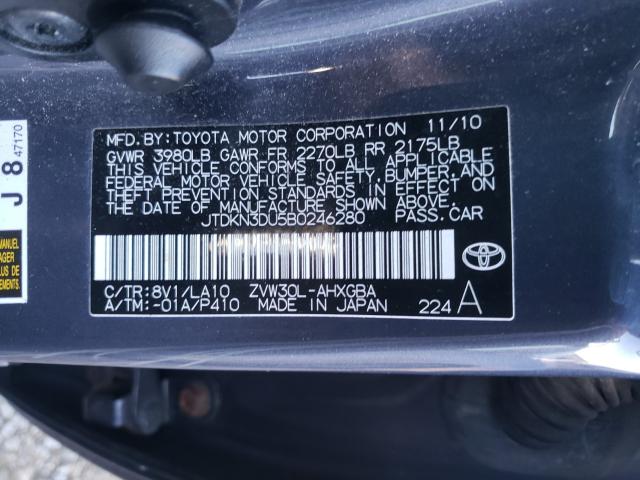 MFD. BY: TOYOTA MOTOR CORPORATION 11/10
GVWR 3980LB GAWR FR 2270LB RR 2175LB
THIS VEHICLE CONFORMS TO ALL APPLICABLE
FEDERAL MOTOR VEHICLE SAFETY, BUMPER, AND
THEFT PREVENTION STANDARDS IN EFFECT ON
THE DATE OF MANUFACTURE SHOWN ABOVE.
JTDKN3DU5B0246280 PASS.CAR
C/TR:8V1/LA10 ZVW30L-AHXGBA
A/TM:-01A/P410 MADE IN JAPAN 224 A
J 8 47170
MANUEL